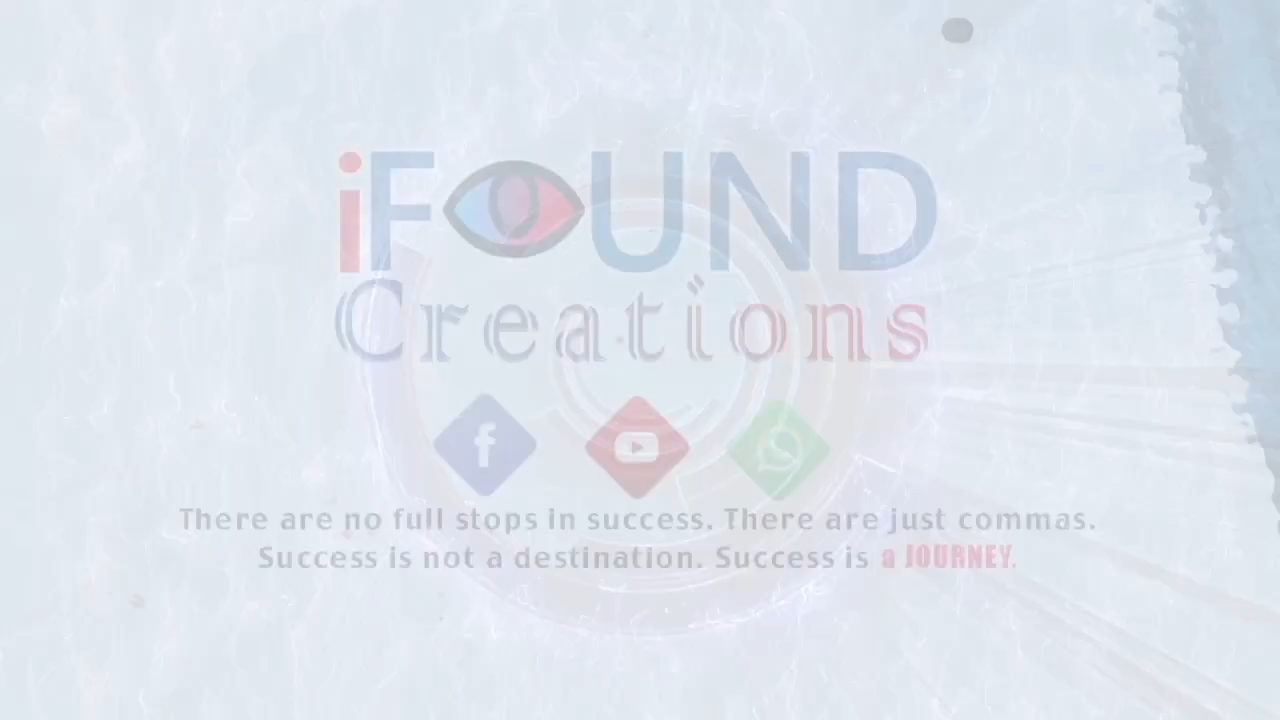 iFOUND
Creations
There are no full stops in success. There are just commas.
Success is not a destination. Success is a JOURNEY.